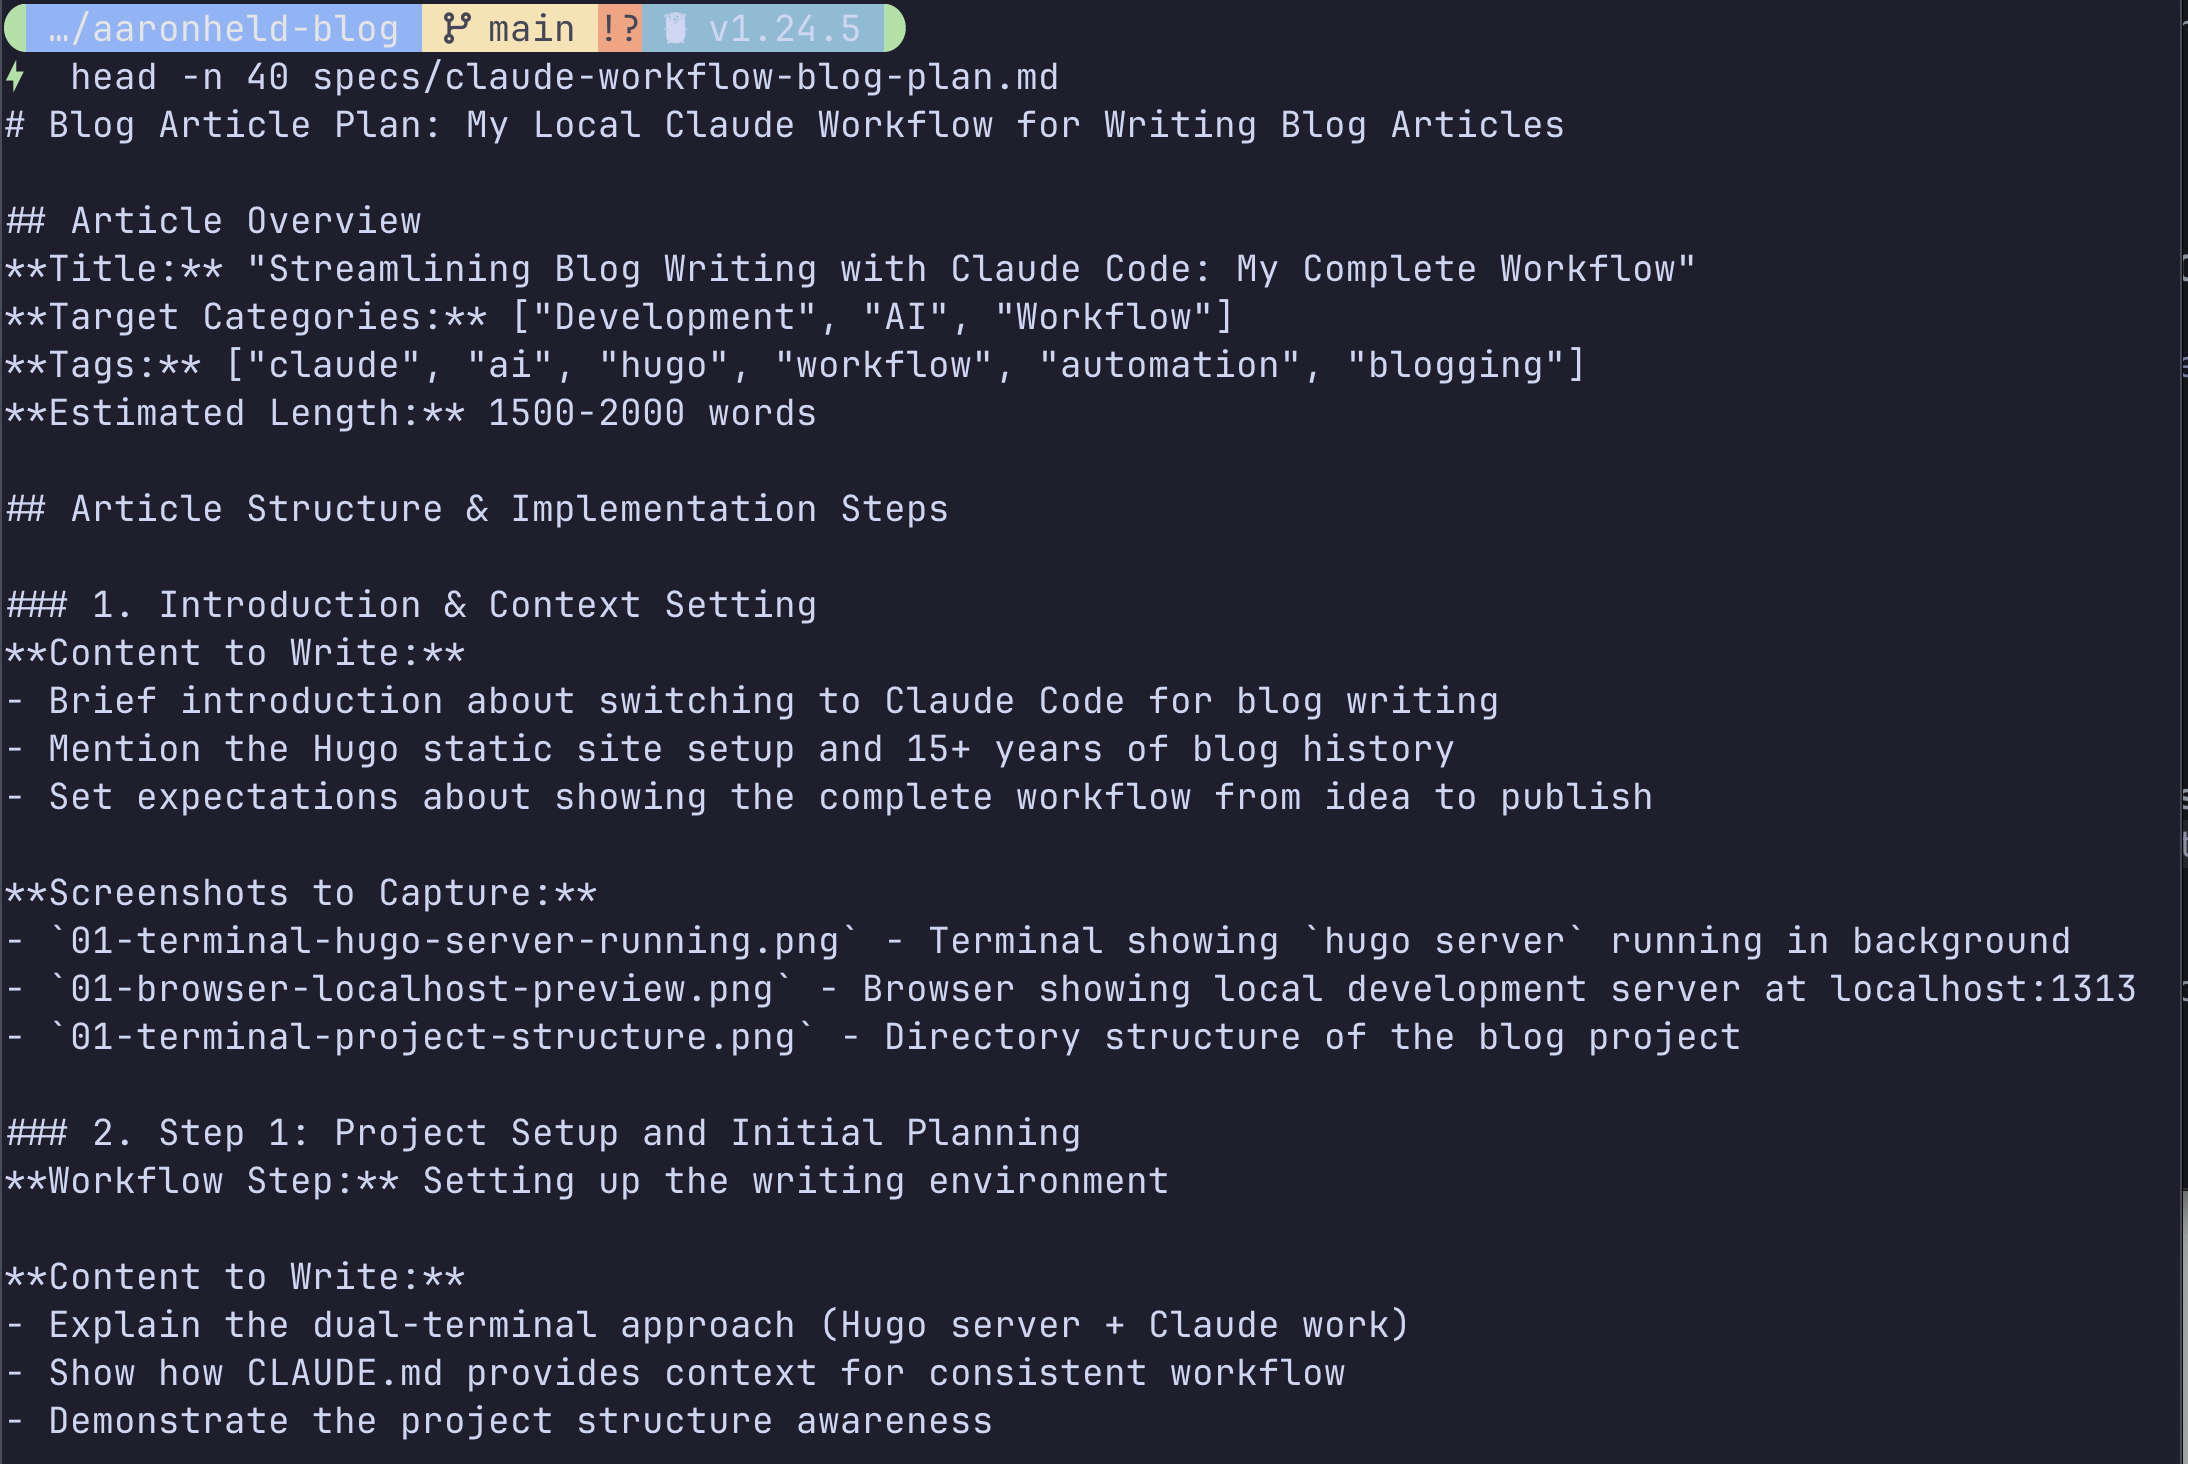 …/aaronheld-blog main !? v1.24.5
head -n 40 specs/claude-workflow-blog-plan.md
# Blog Article Plan: My Local Claude Workflow for Writing Blog Articles
## Article Overview
**Title:** "Streamlining Blog Writing with Claude Code: My Complete Workflow"
**Target Categories:** ["Development", "AI", "Workflow"]
**Tags:** ["claude", "ai", "hugo", "workflow", "automation", "blogging"]
**Estimated Length:** 1500-2000 words
## Article Structure & Implementation Steps
### 1. Introduction & Context Setting
**Content to Write:**
- Brief introduction about switching to Claude Code for blog writing
- Mention the Hugo static site setup and 15+ years of blog history
- Set expectations about showing the complete workflow from idea to publish
**Screenshots to Capture:**
- `01-terminal-hugo-server-running.png` - Terminal showing `hugo server` running in background
- `01-browser-localhost-preview.png` - Browser showing local development server at localhost:1313
- `01-terminal-project-structure.png` - Directory structure of the blog project
### 2. Step 1: Project Setup and Initial Planning
**Workflow Step:** Setting up the writing environment
**Content to Write:**
- Explain the dual-terminal approach (Hugo server + Claude work)
- Show how CLAUDE.md provides context for consistent workflow
- Demonstrate the project structure awareness